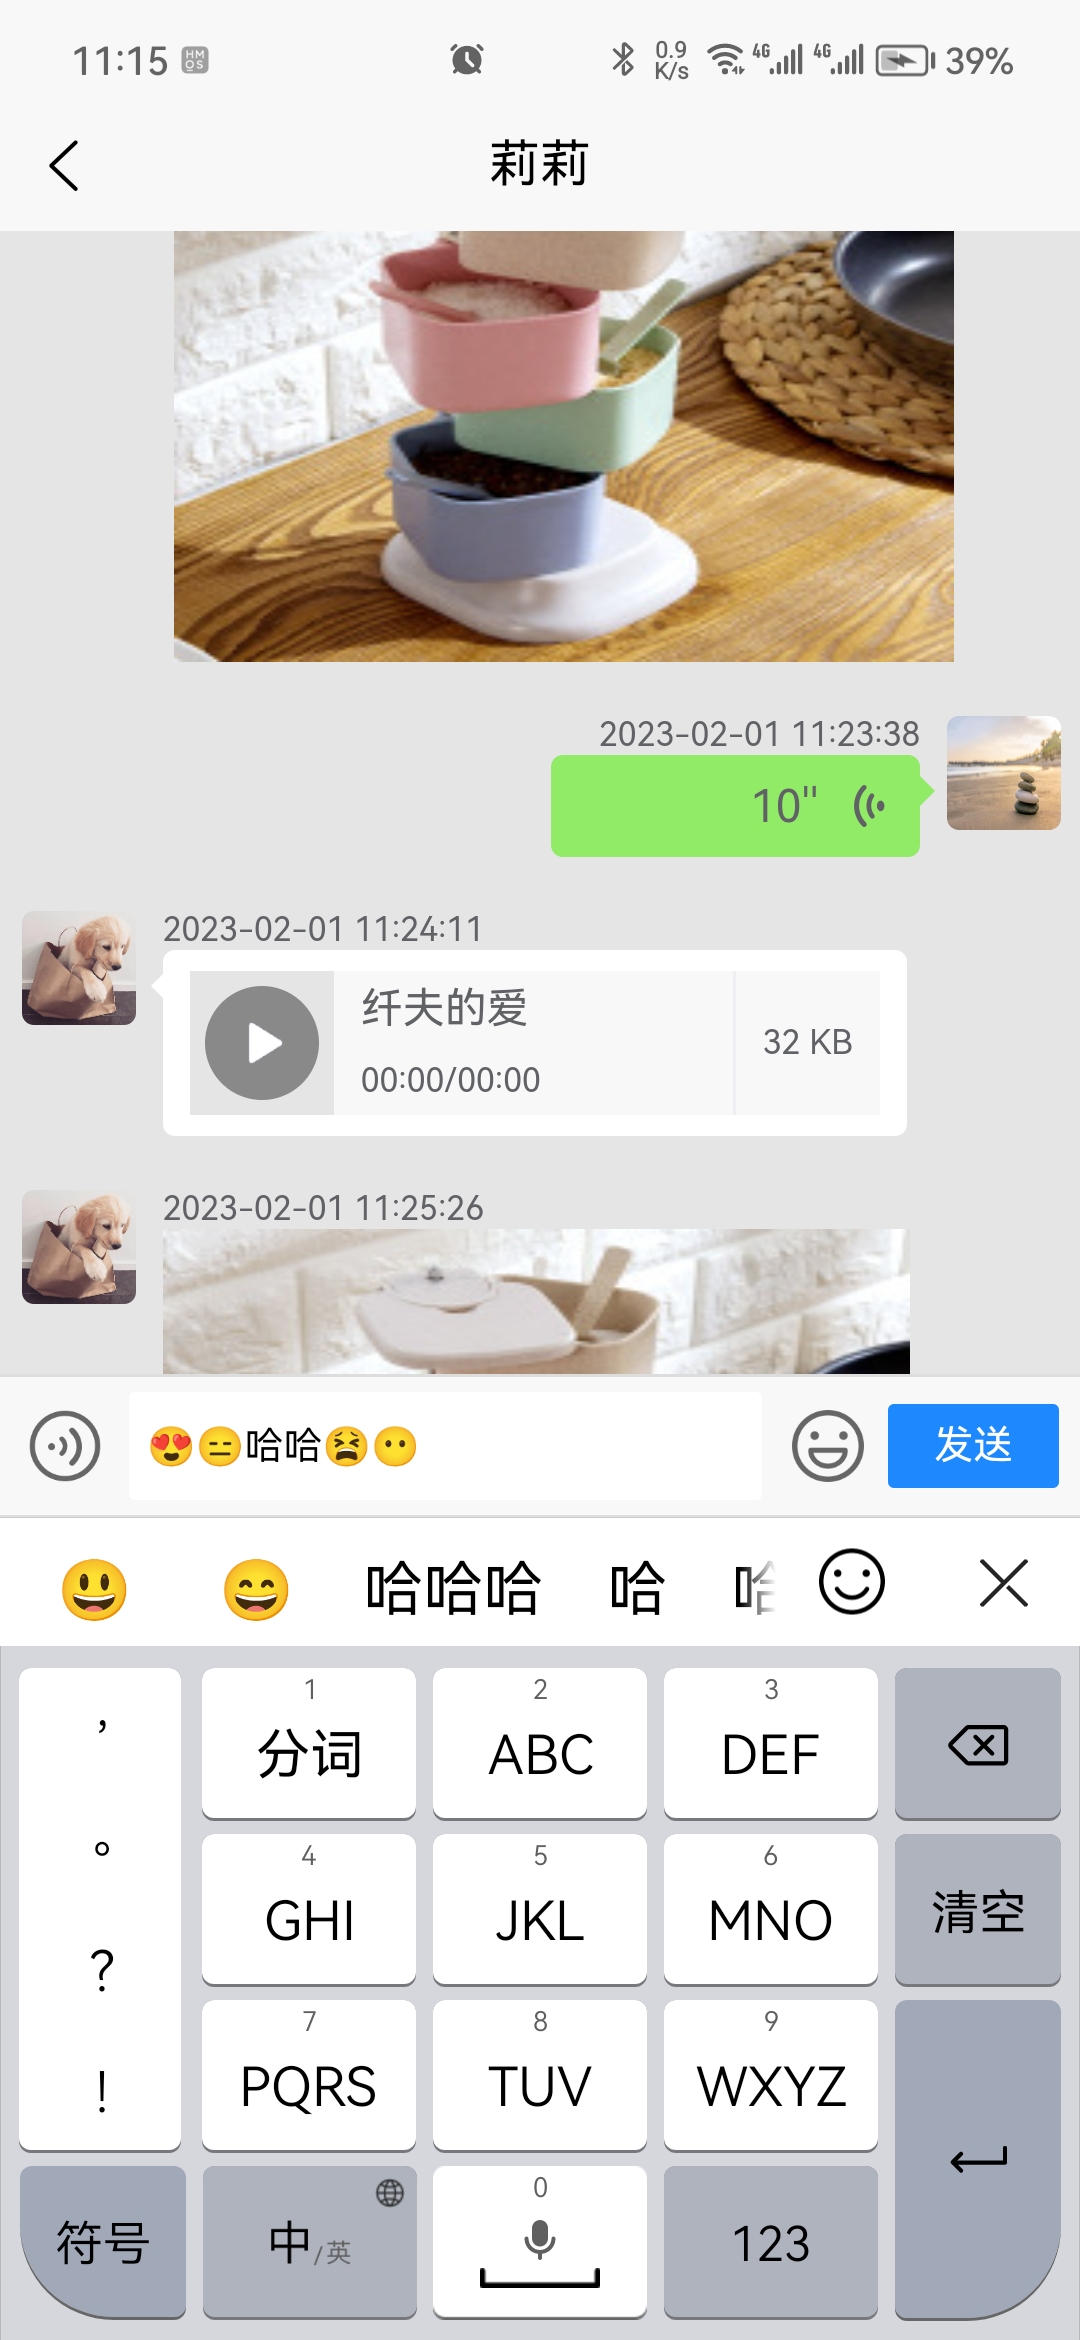 11:15 HM OS 0.9 K/s 4G 4G 39%
莉莉
2023-02-01 11:23:38
10"
2023-02-01 11:24:11
纤夫的爱
00:00/00:00
32 KB
2023-02-01 11:25:26
😍😑哈哈😫😶
发送
😃 😄 哈哈哈 哈 哈
，
。
?
!
1
分词
2
ABC
3
DEF
4
GHI
5
JKL
6
MNO
清空
7
PQRS
8
TUV
9
WXYZ
符号
中/英
0
123